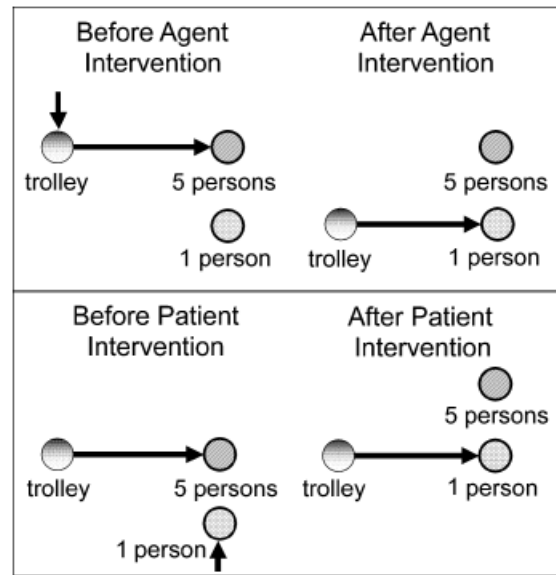 Before Agent
Intervention
After Agent
Intervention
trolley
5 persons
5 persons
1 person
trolley
1 person
Before Patient
Intervention
After Patient
Intervention
5 persons
trolley
5 persons
trolley
1 person
1 person